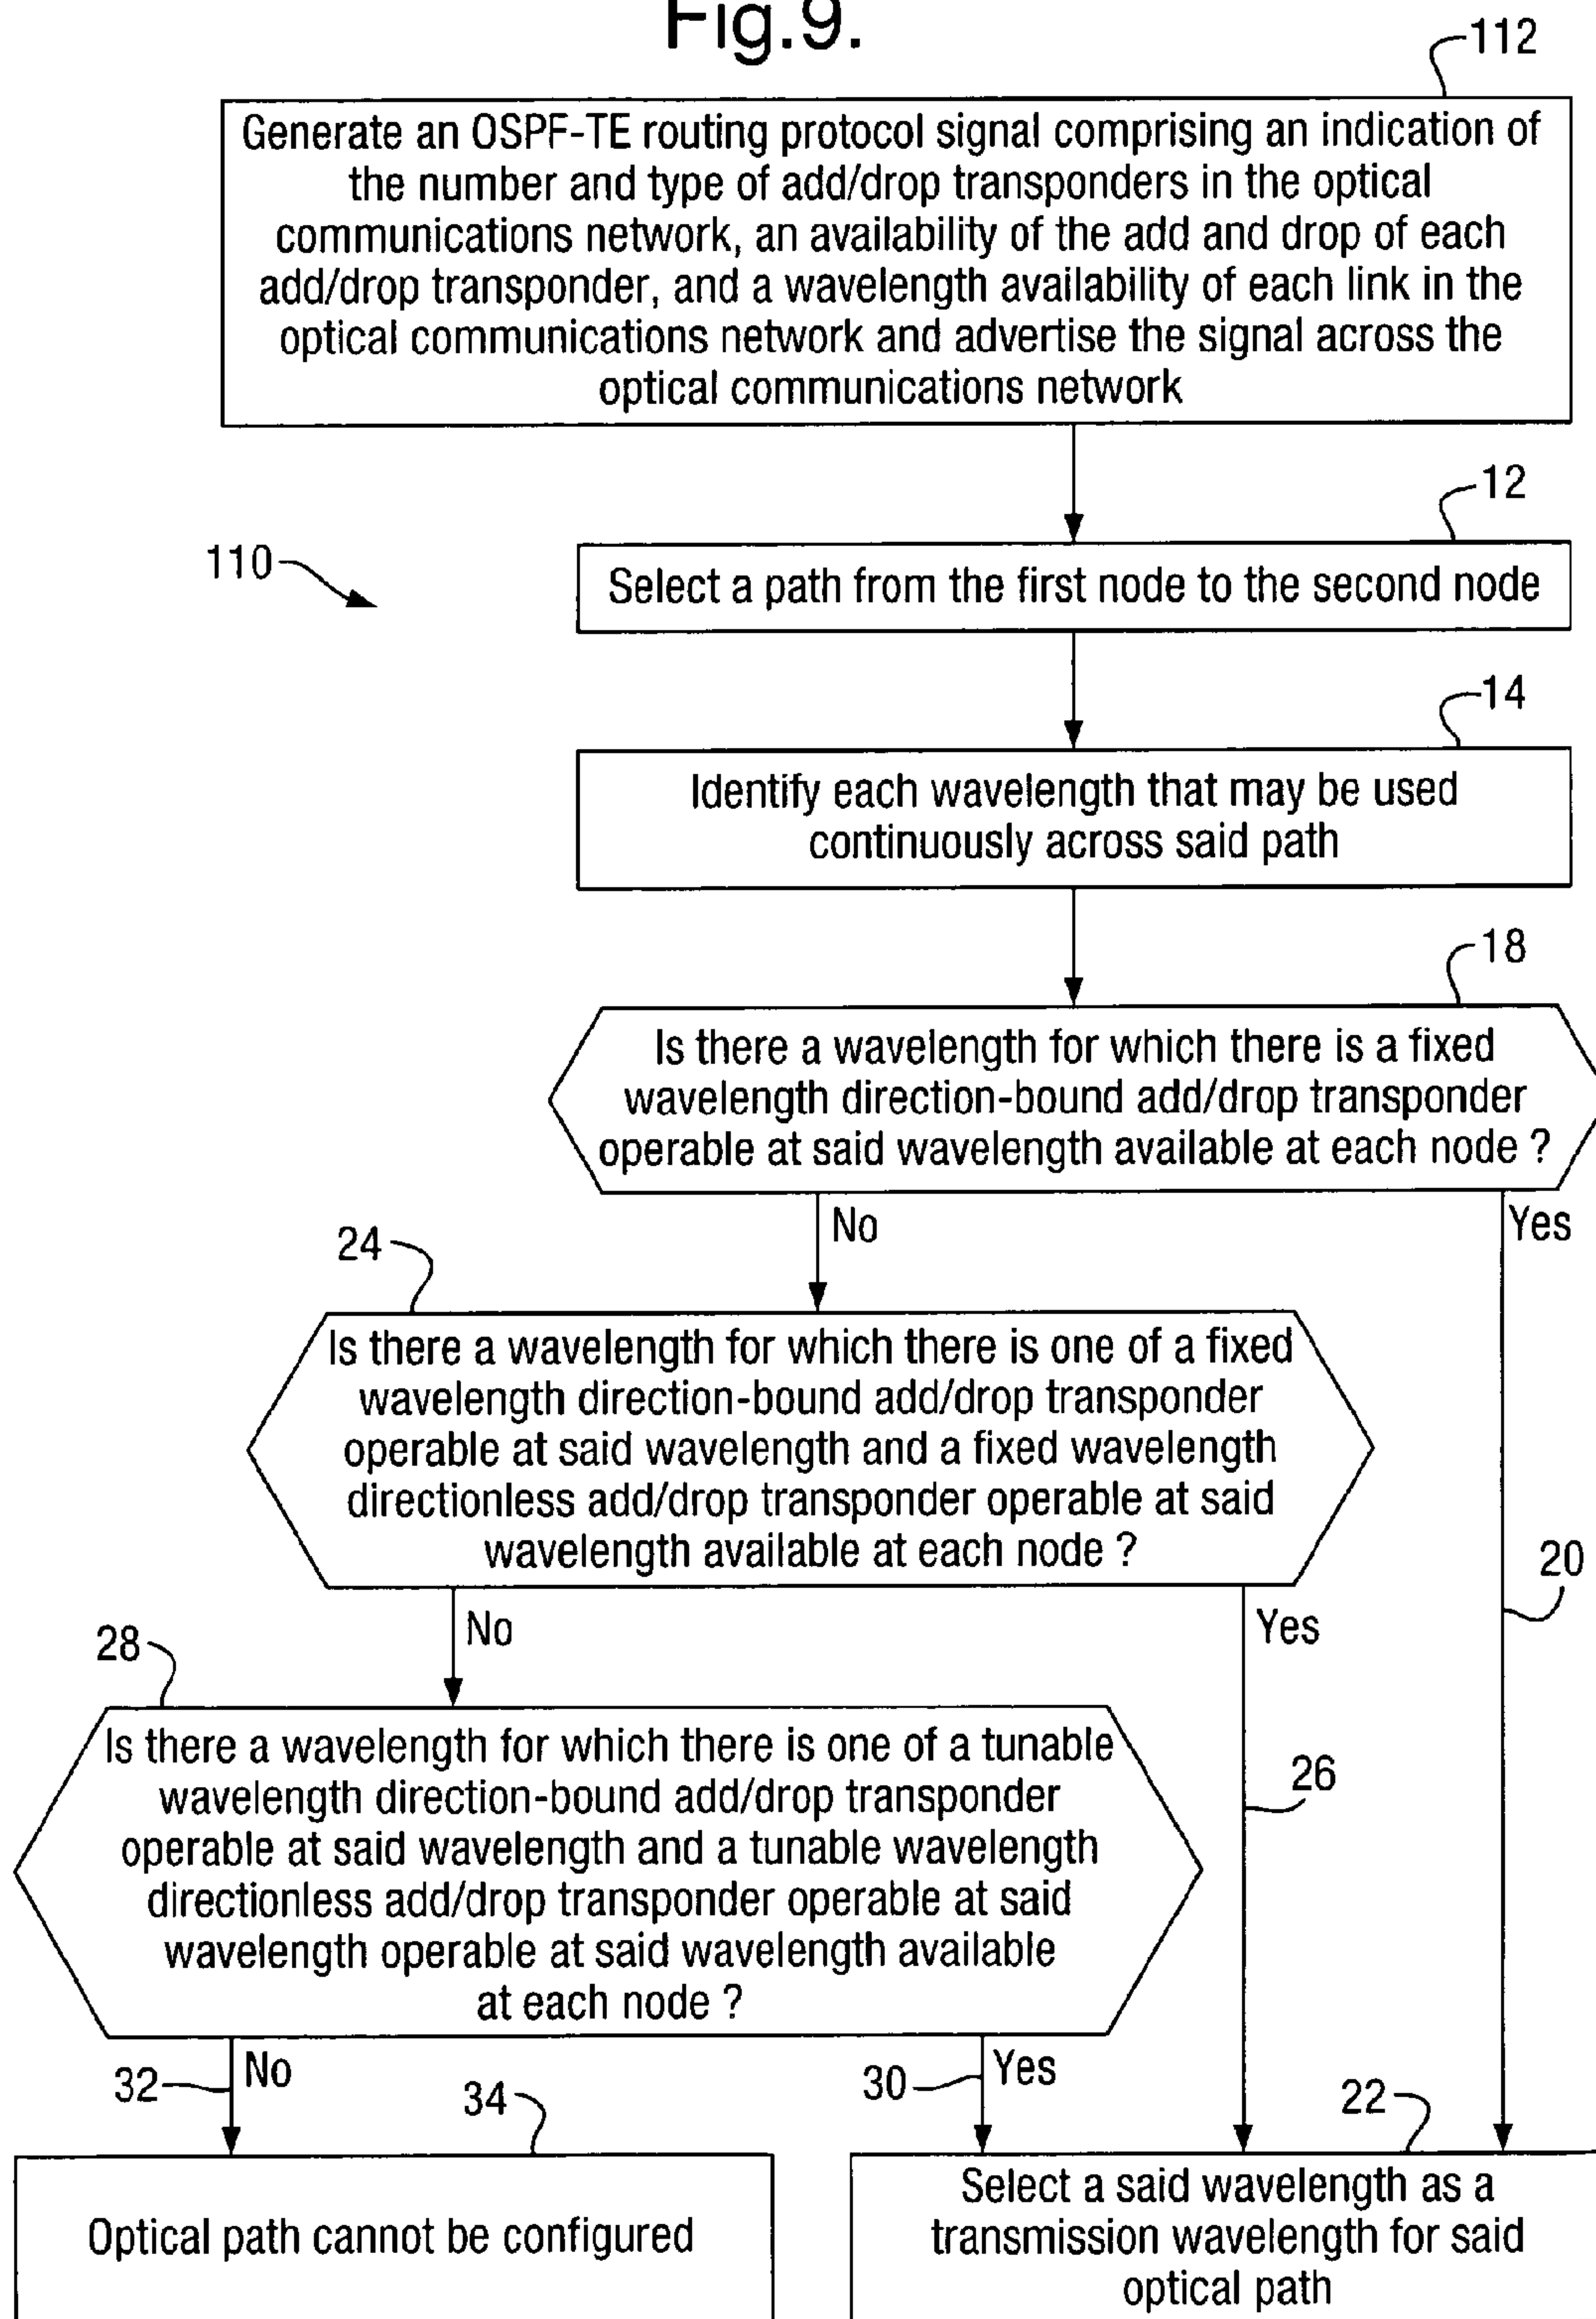 Fig.9.
112
Generate an OSPF-TE routing protocol signal comprising an indication of
the number and type of add/drop transponders in the optical
communications network, an availability of the add and drop of each
add/drop transponder, and a wavelength availability of each link in the
optical communications network and advertise the signal across the
optical communications network
12
110
Select a path from the first node to the second node
14
Identify each wavelength that may be used
continuously across said path
18
Is there a wavelength for which there is a fixed
wavelength direction-bound add/drop transponder
operable at said wavelength available at each node ?
No
Yes
24
Is there a wavelength for which there is one of a fixed
wavelength direction-bound add/drop transponder
operable at said wavelength and a fixed wavelength
directionless add/drop transponder operable at said
wavelength available at each node ?
20
No
Yes
28
Is there a wavelength for which there is one of a tunable
wavelength direction-bound add/drop transponder
operable at said wavelength and a tunable wavelength
directionless add/drop transponder operable at said
wavelength operable at said wavelength available
at each node ?
26
32
No
34
30
Yes
22
Optical path cannot be configured
Select a said wavelength as a
transmission wavelength for said
optical path